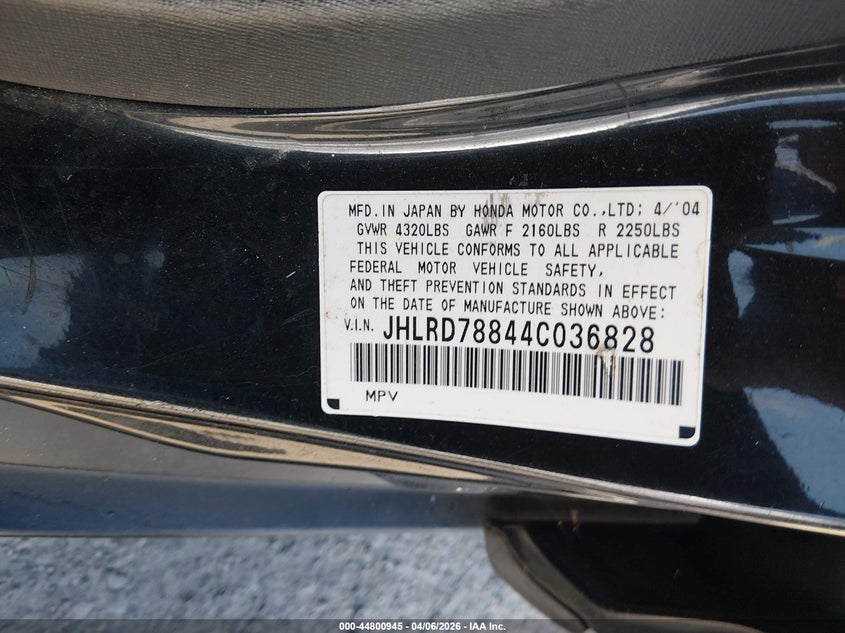 MFD.IN JAPAN BY HONDA MOTOR CO.,LTD; 4/'04
GVWR 4320LBS GAWR F 2160LBS R 2250LBS
THIS VEHICLE CONFORMS TO ALL APPLICABLE
FEDERAL MOTOR VEHICLE SAFETY,
AND THEFT PREVENTION STANDARDS IN EFFECT
ON THE DATE OF MANUFACTURE SHOWN ABOVE:
V.I.N. JHLRD78844C036828
MPV
000-44800945 - 04/06/2026 - IAA Inc.